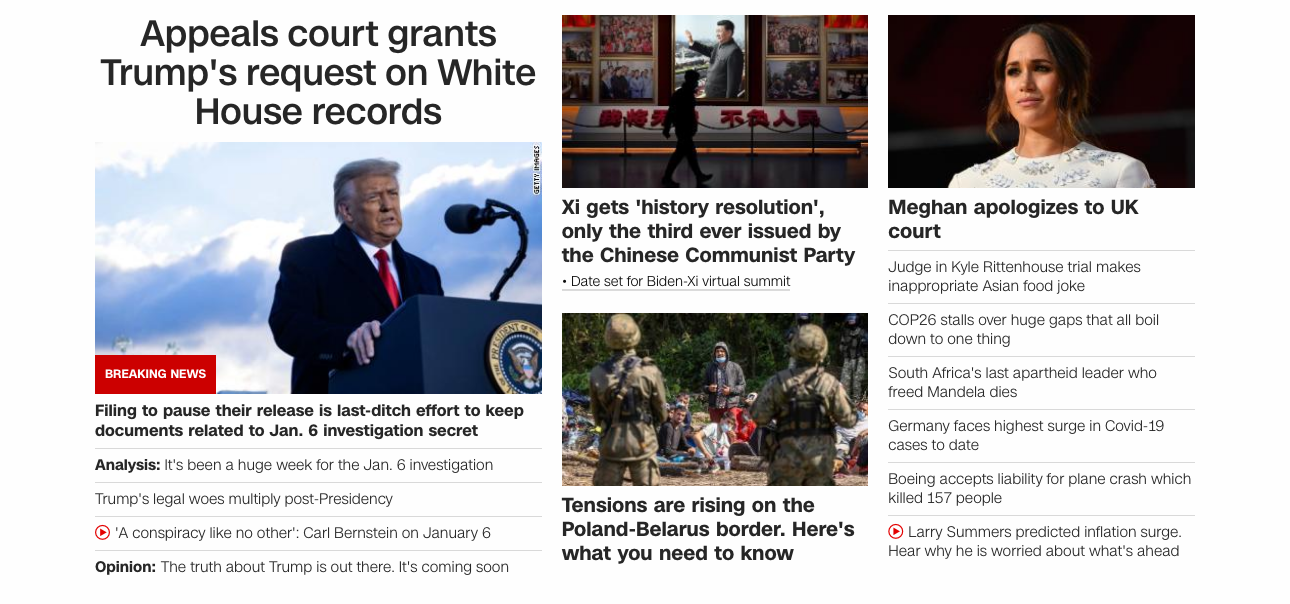 Appeals court grants
Trump's request on White
House records
GETTY IMAGES
BREAKING NEWS
Filing to pause their release is last-ditch effort to keep
documents related to Jan. 6 investigation secret
Analysis: It's been a huge week for the Jan. 6 investigation
Trump's legal woes multiply post-Presidency
'A conspiracy like no other': Carl Bernstein on January 6
Opinion: The truth about Trump is out there. It's coming soon
不负人民
Xi gets 'history resolution',
only the third ever issued by
the Chinese Communist Party
• Date set for Biden-Xi virtual summit
Tensions are rising on the
Poland-Belarus border. Here's
what you need to know
Meghan apologizes to UK
court
Judge in Kyle Rittenhouse trial makes
inappropriate Asian food joke
COP26 stalls over huge gaps that all boil
down to one thing
South Africa's last apartheid leader who
freed Mandela dies
Germany faces highest surge in Covid-19
cases to date
Boeing accepts liability for plane crash which
killed 157 people
Larry Summers predicted inflation surge.
Hear why he is worried about what's ahead